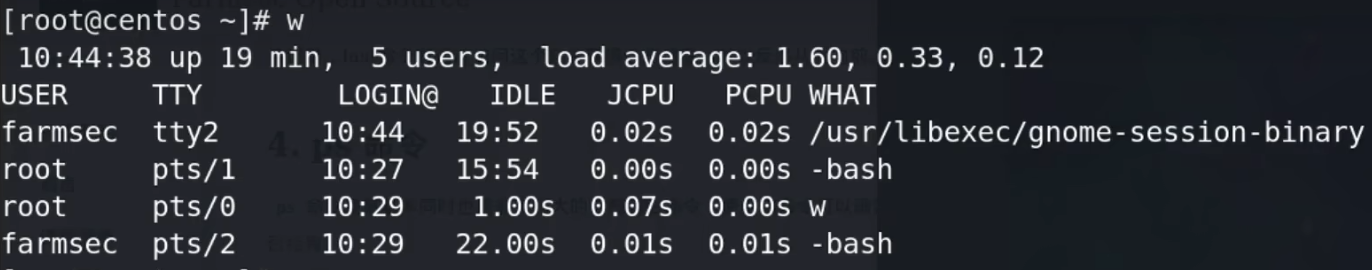 [root@centos ~]# w
 10:44:38 up 19 min,  5 users,  load average: 1.60, 0.33, 0.12
USER     TTY        LOGIN@   IDLE   JCPU   PCPU WHAT
farmsec  tty2      10:44   19:52   0.02s  0.02s /usr/libexec/gnome-session-binary
root     pts/1     10:27   15:54   0.00s  0.00s -bash
root     pts/0     10:29    1.00s  0.07s  0.00s w
farmsec  pts/2     10:29   22.00s  0.01s  0.01s -bash